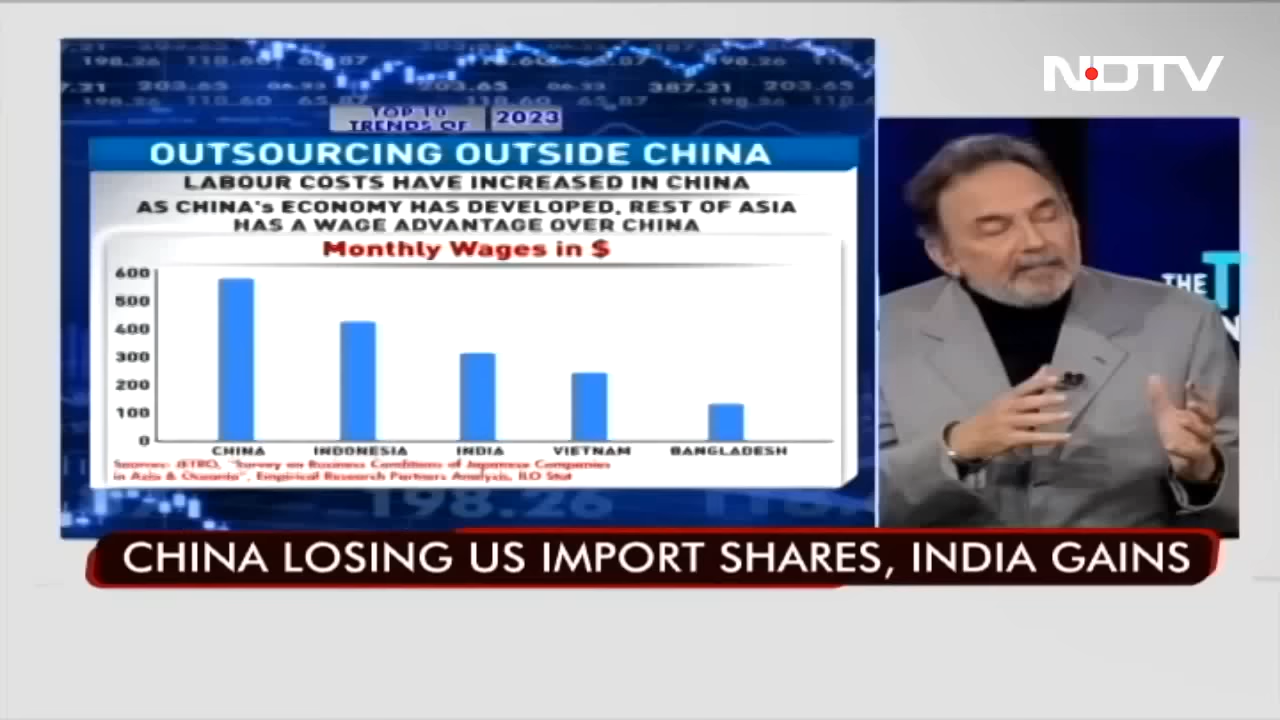 NDTV
TOP 10
TRENDS OF
2023
OUTSOURCING OUTSIDE CHINA
LABOUR COSTS HAVE INCREASED IN CHINA
AS CHINA's ECONOMY HAS DEVELOPED, REST OF ASIA
HAS A WAGE ADVANTAGE OVER CHINA
Monthly Wages in $
600
500
400
300
200
100
0
CHINA INDONESIA INDIA VIETNAM BANGLADESH
Sources: JETRO, "Survey on Business Conditions of Japanese Companies
in Asia & Oceania", Empirical Research Partners Analysis, ILO Stat
THE
198.26
CHINA LOSING US IMPORT SHARES, INDIA GAINS